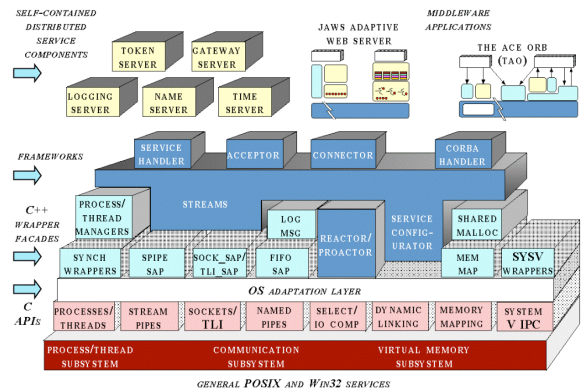 SELF-CONTAINED
DISTRIBUTED
SERVICE
COMPONENTS
TOKEN
SERVER
GATEWAY
SERVER
LOGGING
SERVER
NAME
SERVER
TIME
SERVER
JAWS ADAPTIVE
WEB SERVER
MIDDLEWARE
APPLICATIONS
THE ACE ORB
(TAO)
FRAMEWORKS
SERVICE
HANDLER
ACCEPTOR
CONNECTOR
CORBA
HANDLER
STREAMS
C++
WRAPPER
FACADES
PROCESS/
THREAD
MANAGERS
LOG
MSG
REACTOR/
PROACTOR
SERVICE
CONFIG-
URATOR
SHARED
MALLOC
SYNCH
WRAPPERS
SPIPE
SAP
SOCK_SAP/
TLI_SAP
FIFO
SAP
MEM
MAP
SYSV
WRAPPERS
OS ADAPTATION LAYER
C
APIS
PROCESSES/
THREADS
STREAM
PIPES
SOCKETS/
TLI
NAMED
PIPES
SELECT/
IO COMP
DYNAMIC
LINKING
MEMORY
MAPPING
SYSTEM
V IPC
PROCESS/THREAD
SUBSYSTEM
COMMUNICATION
SUBSYSTEM
VIRTUAL MEMORY
SUBSYSTEM
GENERAL POSIX AND WIN32 SERVICES